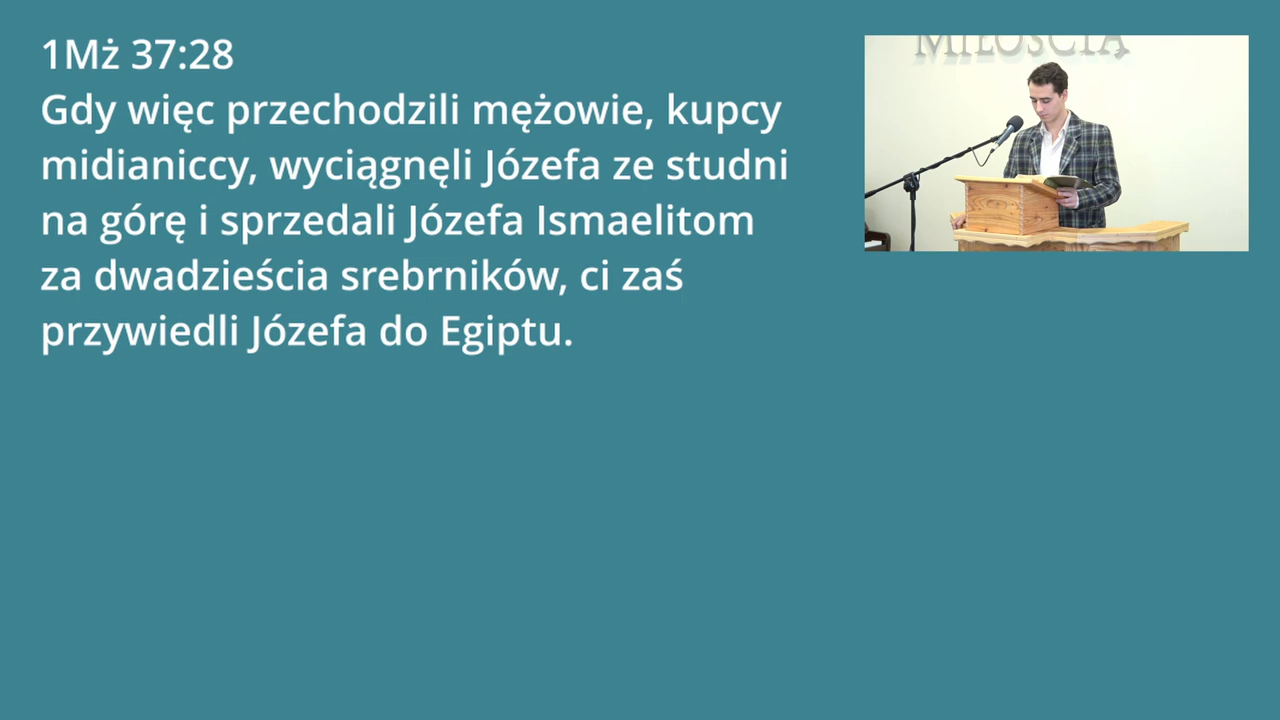 1Mż 37:28
Gdy więc przechodzili mężowie, kupcy
midianiccy, wyciągnęli Józefa ze studni
na górę i sprzedali Józefa Ismaelitom
za dwadzieścia srebrników, ci zaś
przywiedli Józefa do Egiptu.
MIŁOŚCIĄ